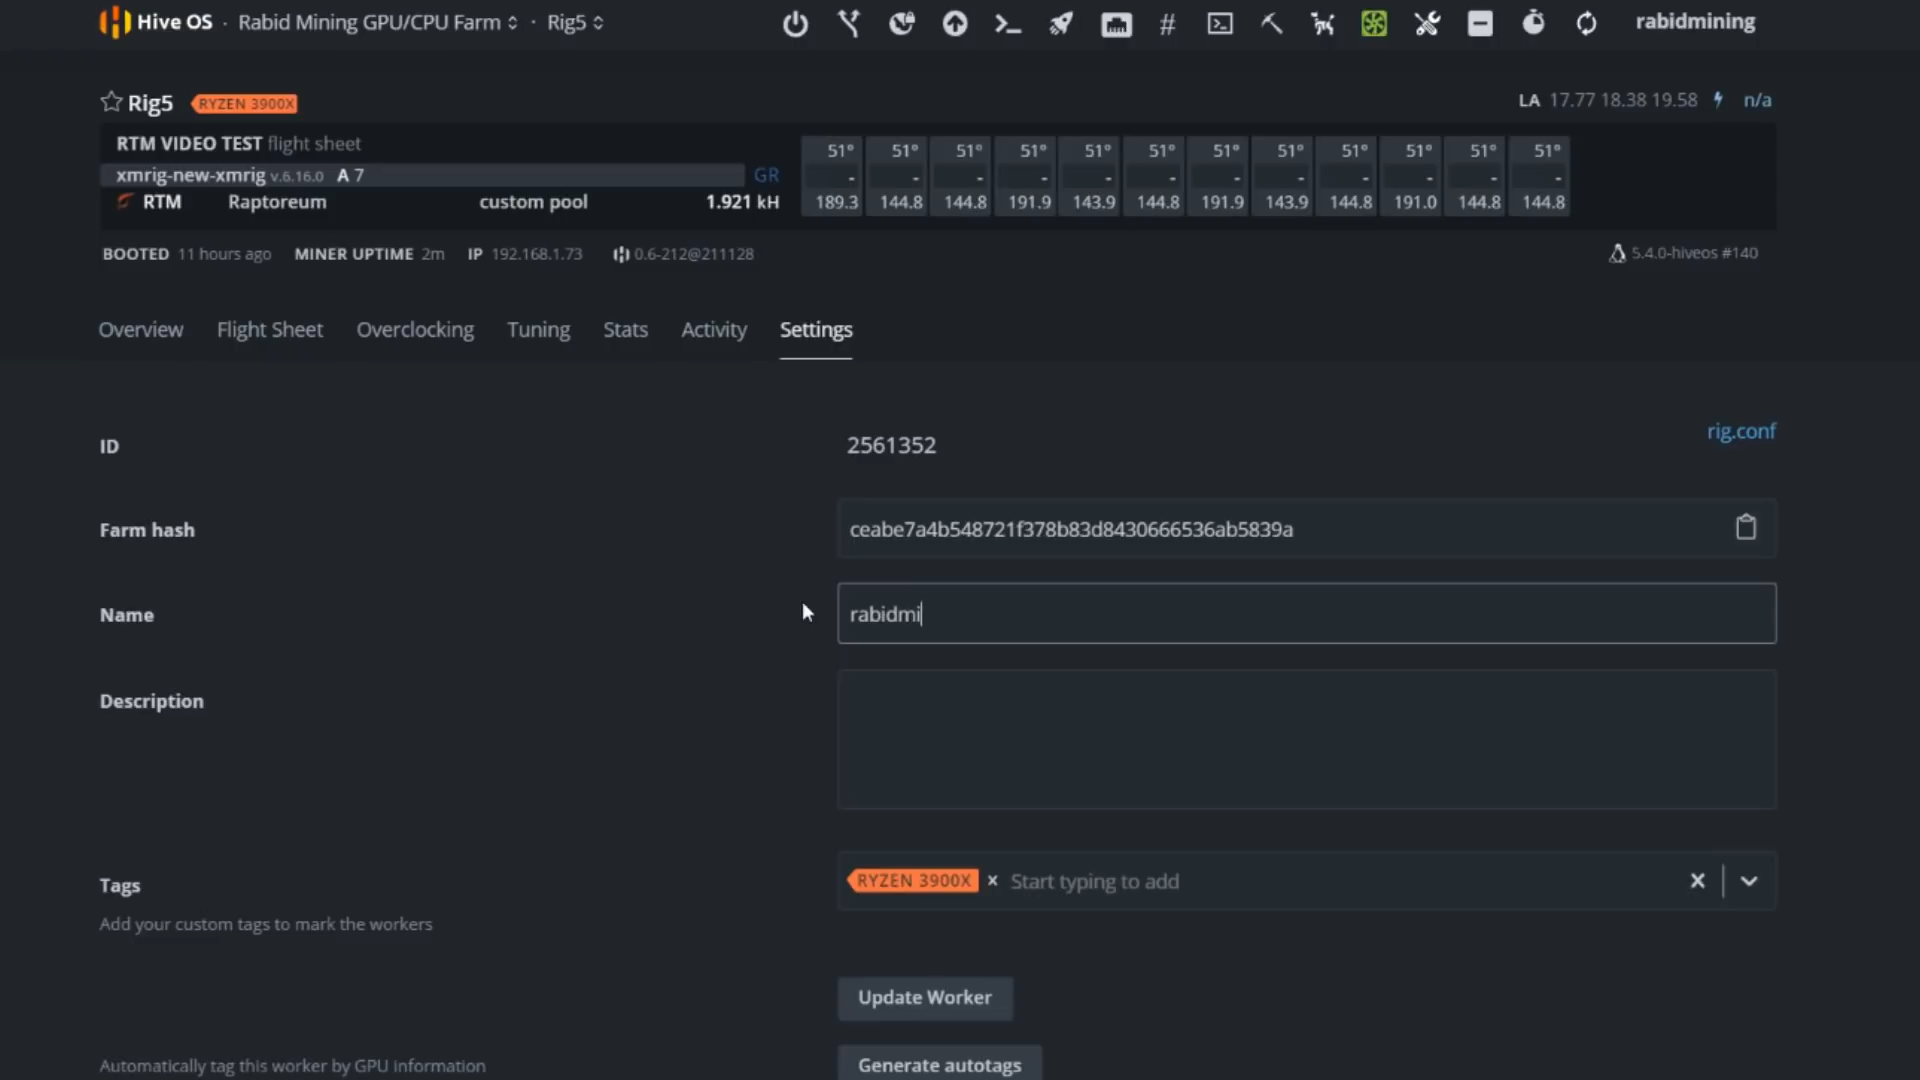 Hive OS · Rabid Mining GPU/CPU Farm · Rig5 # rabidmining
Rig5 RYZEN 3900X LA 17.77 18.38 19.58 n/a
RTM VIDEO TEST flight sheet 51° 51° 51° 51° 51° 51° 51° 51° 51° 51° 51° 51°
xmrig-new-xmrig v.6.16.0 A 7 GR - - - - - - - - - - - -
RTM Raptoreum custom pool 1.921 kH 189.3 144.8 144.8 191.9 143.9 144.8 191.9 143.9 144.8 191.0 144.8 144.8
BOOTED 11 hours ago MINER UPTIME 2m IP 192.168.1.73 0.6-212@211128 5.4.0-hiveos #140
Overview Flight Sheet Overclocking Tuning Stats Activity Settings
ID 2561352 rig.conf
Farm hash ceabe7a4b548721f378b83d8430666536ab5839a
Name rabidmi
Description
Tags RYZEN 3900X × Start typing to add
Add your custom tags to mark the workers
Update Worker
Automatically tag this worker by GPU information Generate autotags